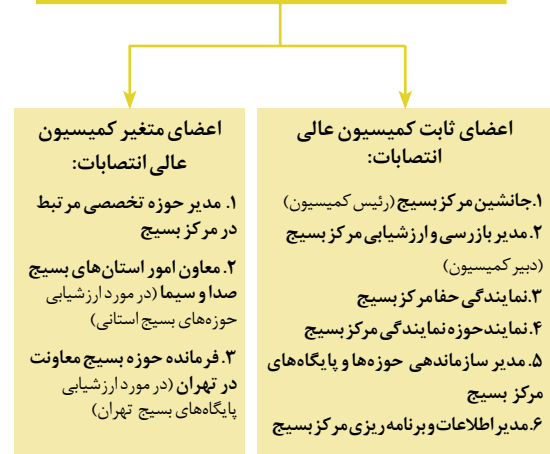 اعضای ثابت کمیسیون عالی
انتصابات:
۱.جانشین مرکز بسیج (رئیس کمیسیون)
۲.مدیر بازرسی و ارزشیابی مرکز بسیج
(دبیر کمیسیون)
۳.نمایندگی حفا مرکز بسیج
۴.نمایندحوزه نمایندگی مرکز بسیج
۵. مدیر سازماندهی حوزه‌ها و پایگاه‌های
مرکز بسیج
۶.مدیر اطلاعات و برنامه ریزی مرکز بسیج
اعضای متغیر کمیسیون
عالی انتصابات:
۱. مدیر حوزه تخصصی مرتبط
در مرکز بسیج
۲. معاون امور استان‌های بسیج
صدا و سیما (در مورد ارزشیابی
حوزه‌های بسیج استانی)
۳. فرمانده حوزه بسیج معاونت
در تهران (در مورد ارزشیابی
پایگاه‌های بسیج تهران)